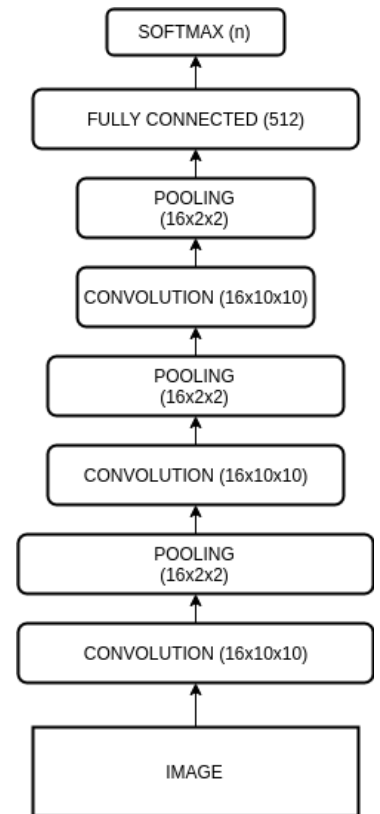 SOFTMAX (n)
FULLY CONNECTED (512)
POOLING
(16x2x2)
CONVOLUTION (16x10x10)
POOLING
(16x2x2)
CONVOLUTION (16x10x10)
POOLING
(16x2x2)
CONVOLUTION (16x10x10)
IMAGE